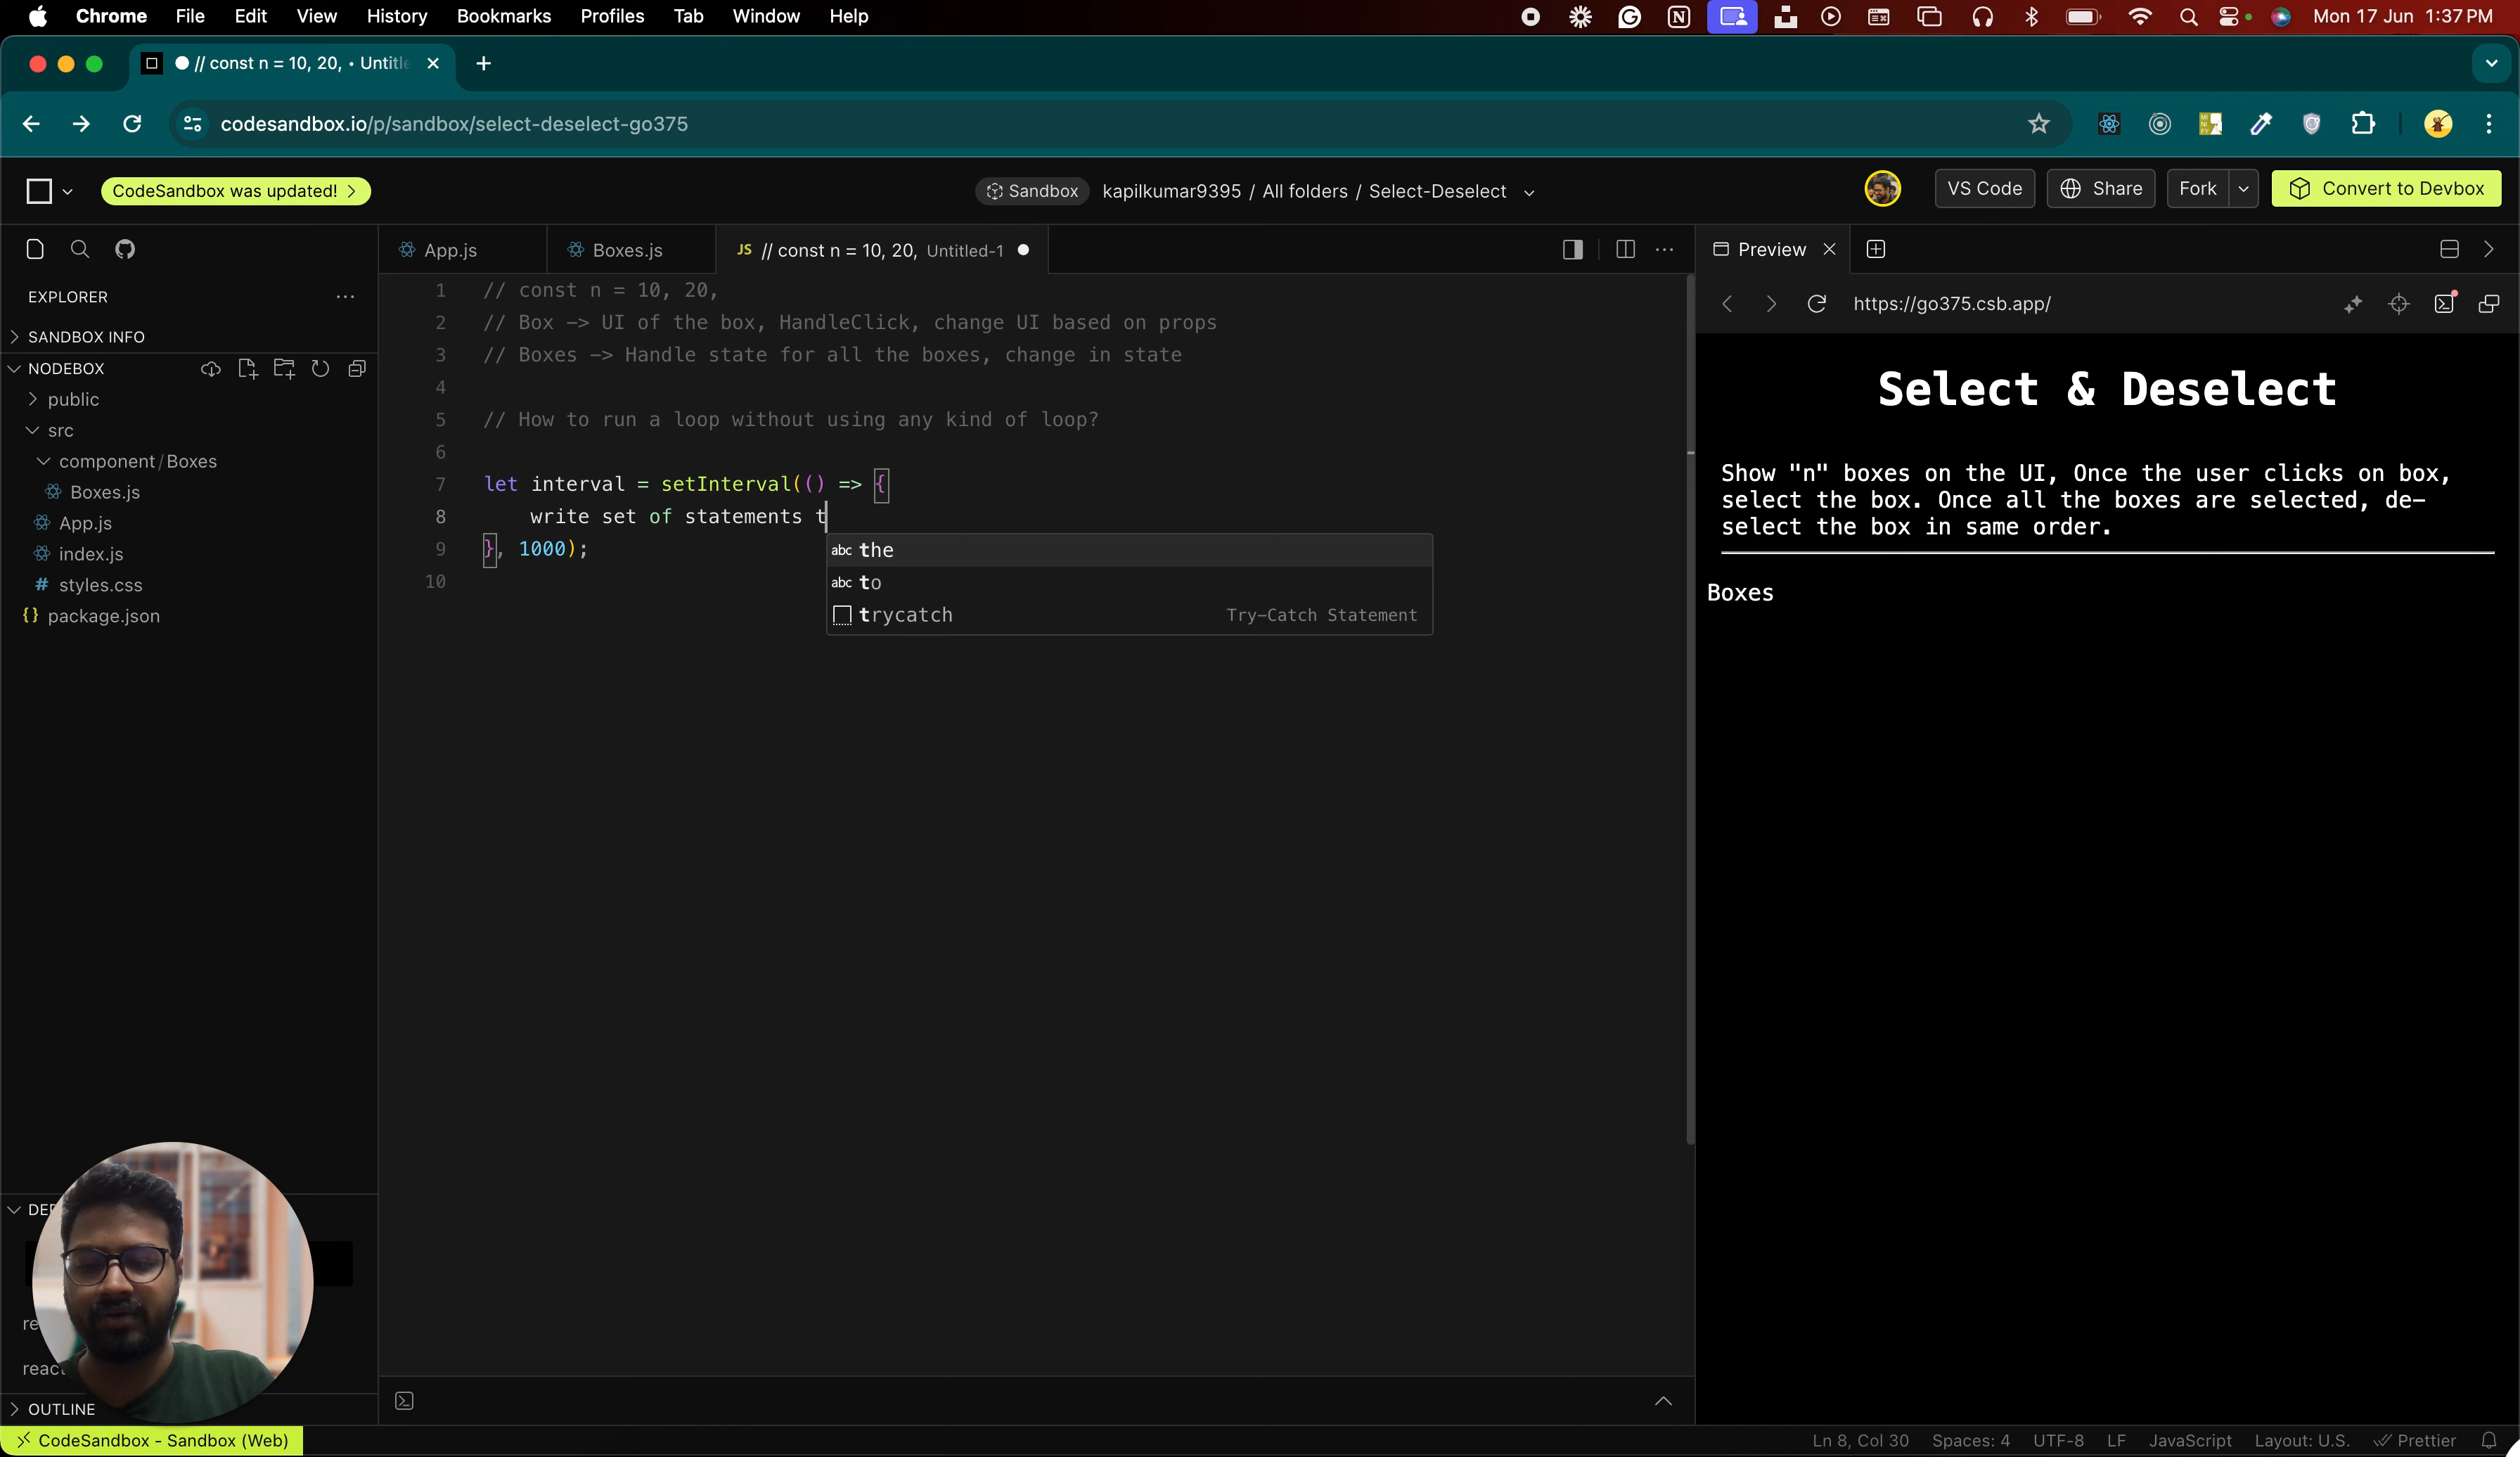 Chrome File Edit View History Bookmarks Profiles Tab Window Help Mon 17 Jun 1:37 PM
// const n = 10, 20, • Untitle
codesandbox.io/p/sandbox/select-deselect-go375
CodeSandbox was updated!
Sandbox kapilkumar9395 / All folders / Select-Deselect
VS Code Share Fork Convert to Devbox
App.js Boxes.js JS // const n = 10, 20, Untitled-1
Preview
EXPLORER
https://go375.csb.app/
SANDBOX INFO
NODEBOX
public
src
component/Boxes
Boxes.js
App.js
index.js
# styles.css
{} package.json
1 // const n = 10, 20,
2 // Box -> UI of the box, HandleClick, change UI based on props
3 // Boxes -> Handle state for all the boxes, change in state
4
5 // How to run a loop without using any kind of loop?
6
7 let interval = setInterval(() => {
8 write set of statements t
9 }, 1000);
10
abc the
abc to
trycatch Try-Catch Statement
Select & Deselect
Show "n" boxes on the UI, Once the user clicks on box,
select the box. Once all the boxes are selected, de-
select the box in same order.
Boxes
OUTLINE
CodeSandbox - Sandbox (Web)
Ln 8, Col 30 Spaces: 4 UTF-8 LF JavaScript Layout: U.S. Prettier